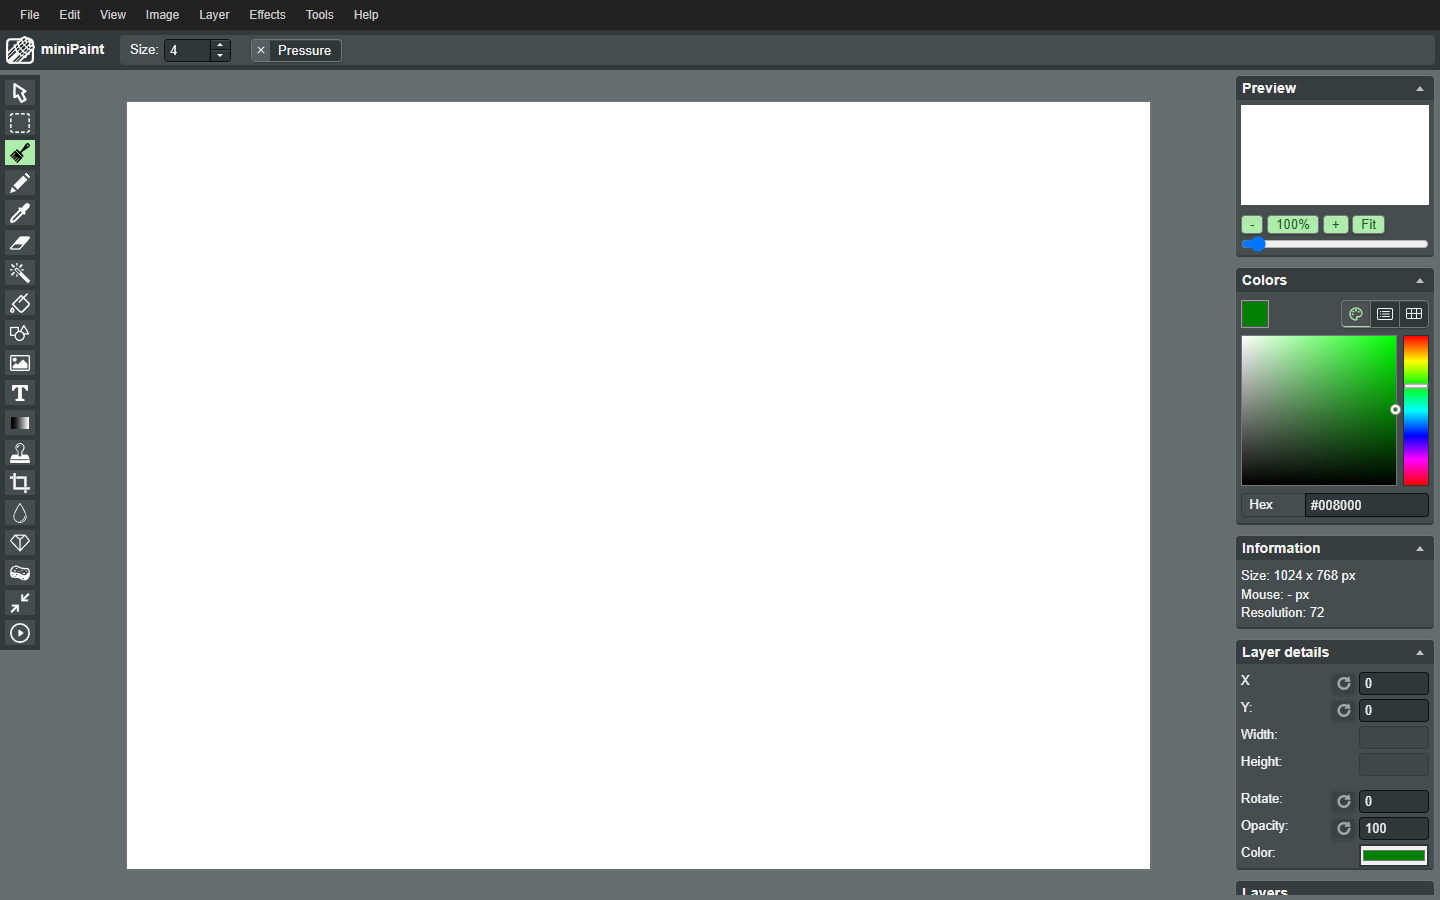 File Edit View Image Layer Effects Tools Help
miniPaint Size: 4 × Pressure
Preview
- 100% + Fit
Colors
Hex #008000
Information
Size: 1024 x 768 px
Mouse: - px
Resolution: 72
Layer details
X 0
Y: 0
Width:
Height:
Rotate: 0
Opacity: 100
Color:
Layers